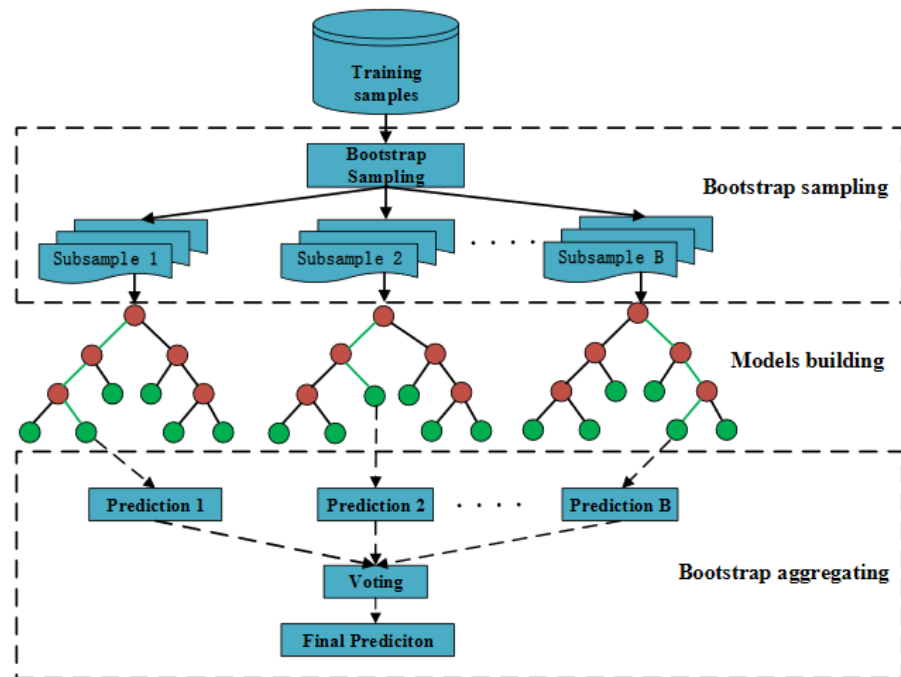 Training
samples
Bootstrap
Sampling
Bootstrap sampling
Subsample 1
Subsample 2
. . . .
Subsample B
Models building
Prediction 1
Prediction 2
. . . .
Prediction B
Voting
Bootstrap aggregating
Final Prediciton